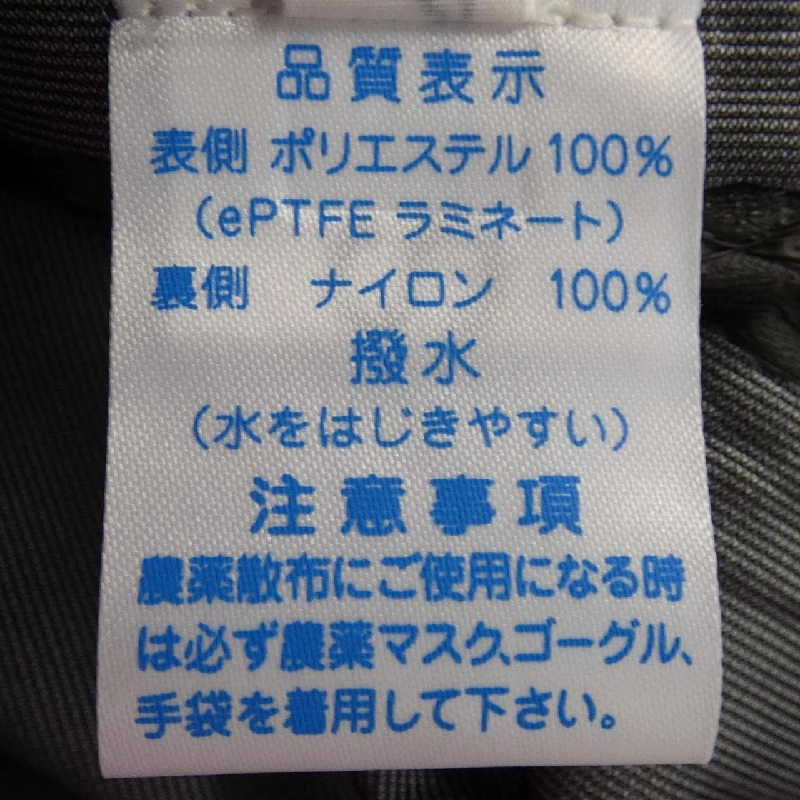 品質表示
表側 ポリエステル 100%
(ePTFE ラミネート)
裏側 ナイロン 100%
撥水
(水をはじきやすい)
注意事項
農薬散布にご使用になる時
は必ず農薬マスク、ゴーグル、
手袋を着用して下さい。